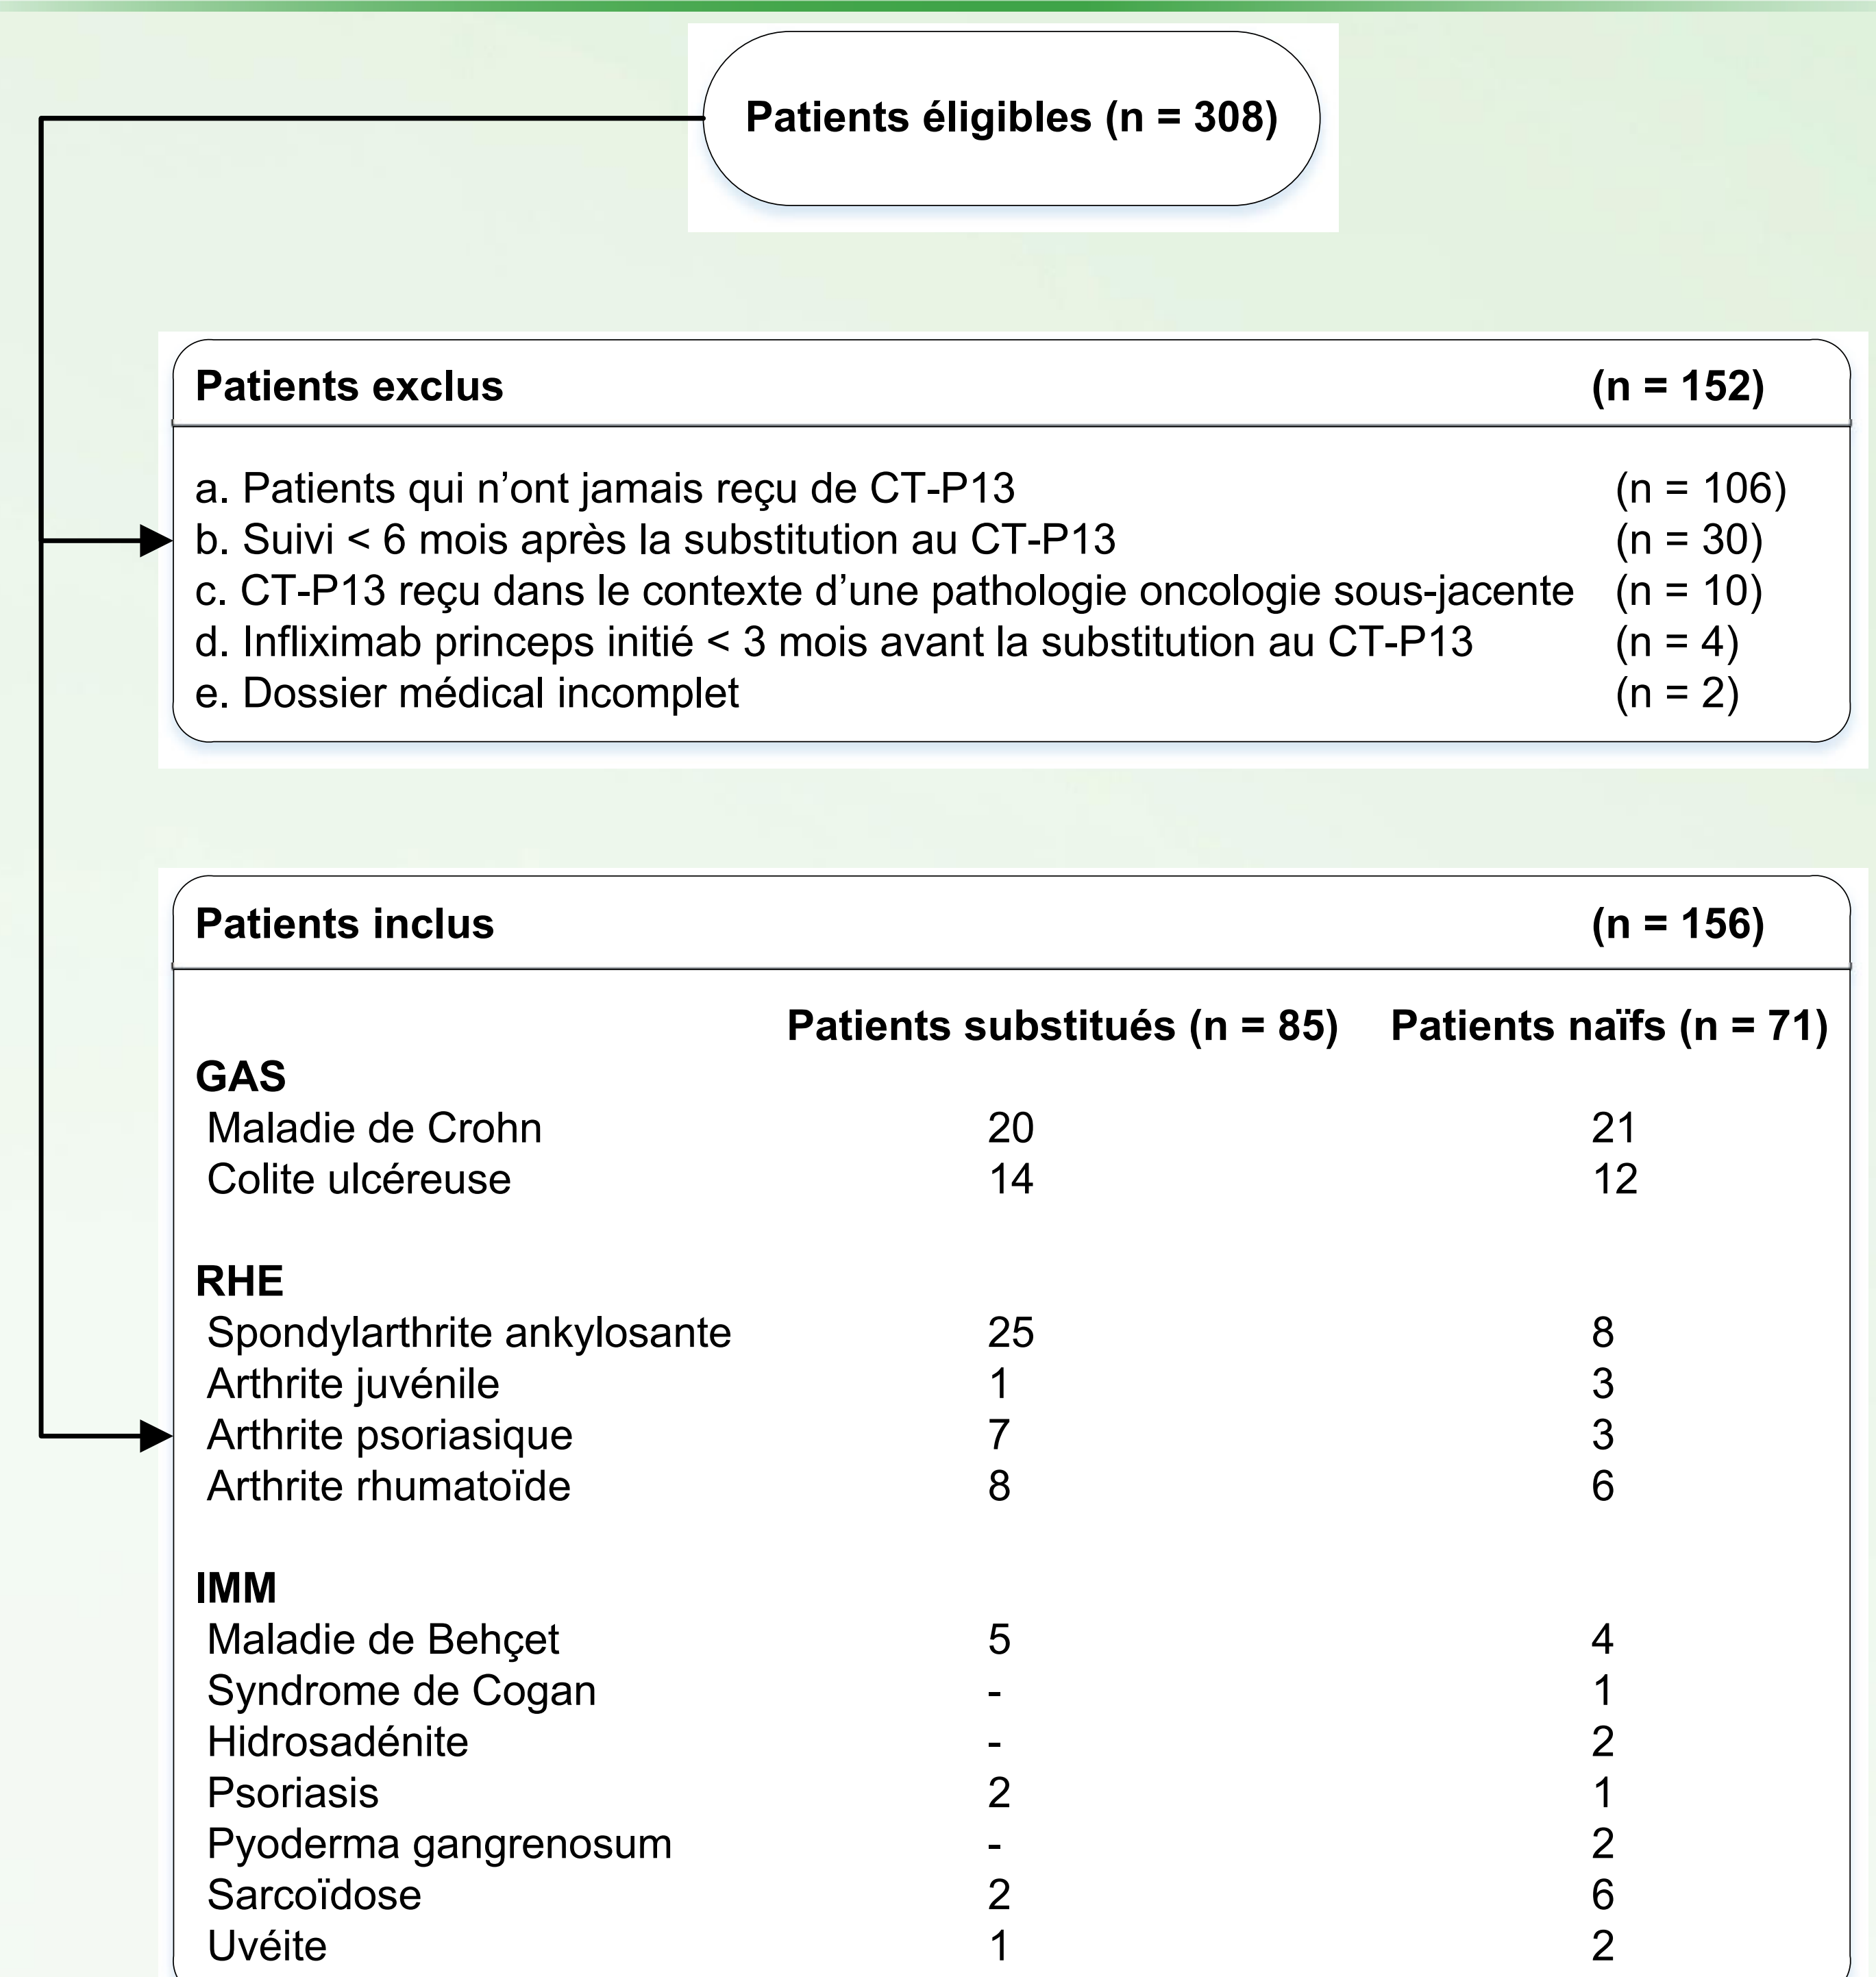 Patients éligibles (n = 308)
Patients exclus (n = 152)
a. Patients qui n’ont jamais reçu de CT-P13 (n = 106)
b. Suivi < 6 mois après la substitution au CT-P13 (n = 30)
c. CT-P13 reçu dans le contexte d’une pathologie oncologie sous-jacente (n = 10)
d. Infliximab princeps initié < 3 mois avant la substitution au CT-P13 (n = 4)
e. Dossier médical incomplet (n = 2)
Patients inclus (n = 156)
Patients substitués (n = 85) Patients naïfs (n = 71)
GAS
Maladie de Crohn 20 21
Colite ulcéreuse 14 12
RHE
Spondylarthrite ankylosante 25 8
Arthrite juvénile 1 3
Arthrite psoriasique 7 3
Arthrite rhumatoïde 8 6
IMM
Maladie de Behçet 5 4
Syndrome de Cogan - 1
Hidrosadénite - 2
Psoriasis 2 1
Pyoderma gangrenosum - 2
Sarcoïdose 2 6
Uvéite 1 2